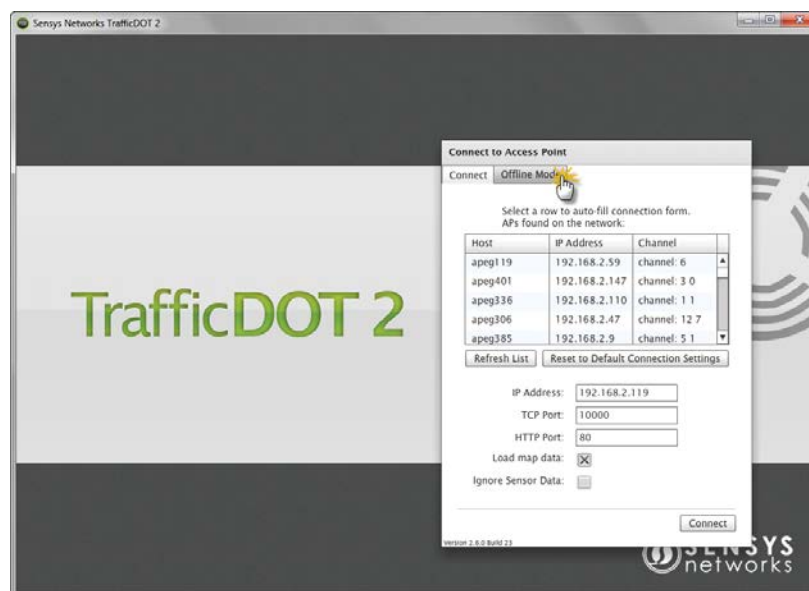 Sensys Networks TrafficDOT 2
TrafficDOT 2
Connect to Access Point
Connect Offline Mode
Select a row to auto-fill connection form.
APs found on the network:
Host IP Address Channel
apeg119 192.168.2.59 channel: 6
apeg401 192.168.2.147 channel: 3 0
apeg336 192.168.2.110 channel: 1 1
apeg306 192.168.2.47 channel: 12 7
apeg385 192.168.2.9 channel: 5 1
Refresh List Reset to Default Connection Settings
IP Address: 192.168.2.119
TCP Port: 10000
HTTP Port: 80
Load map data:
Ignore Sensor Data:
Connect
Version 2.8.0 Build 23
SENSYS
networks